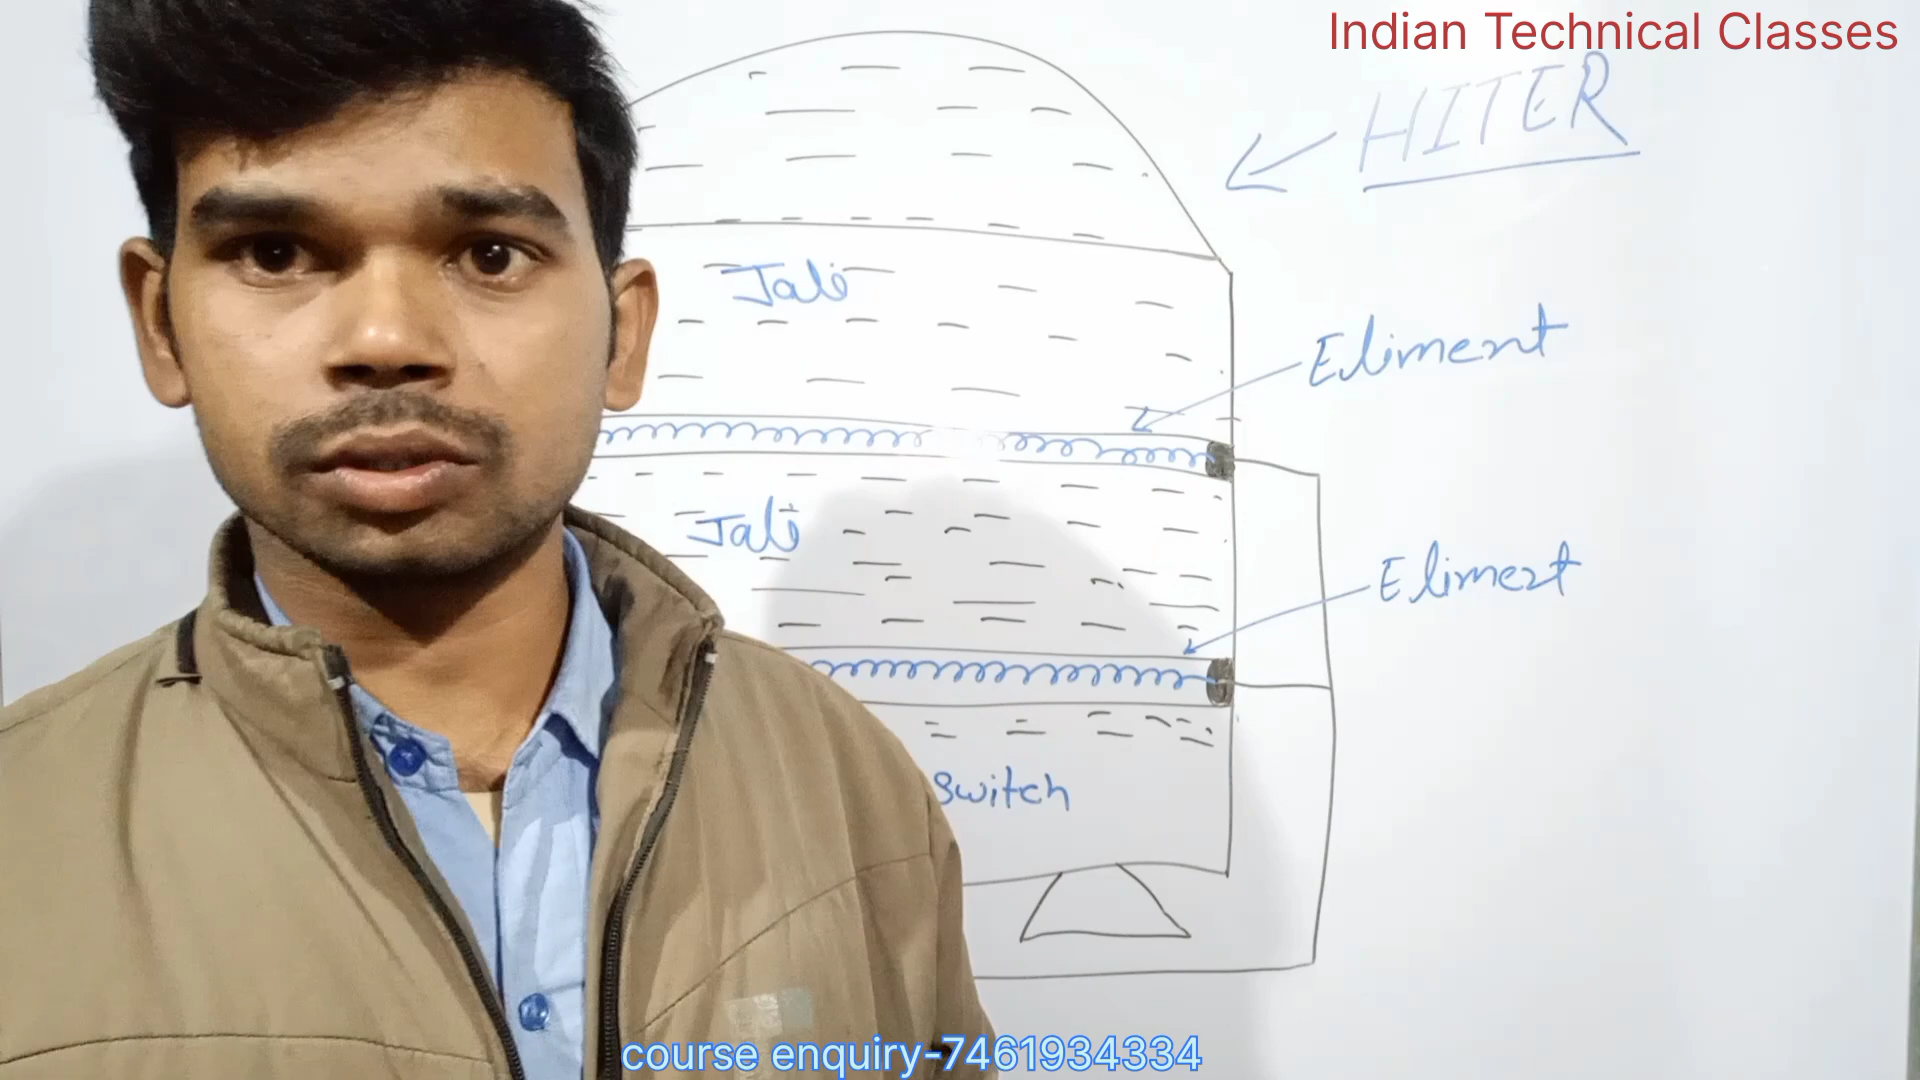 Indian Technical Classes
HITER
Jali
Eliment
Jali
Eliment
Switch
course enquiry-7461934334